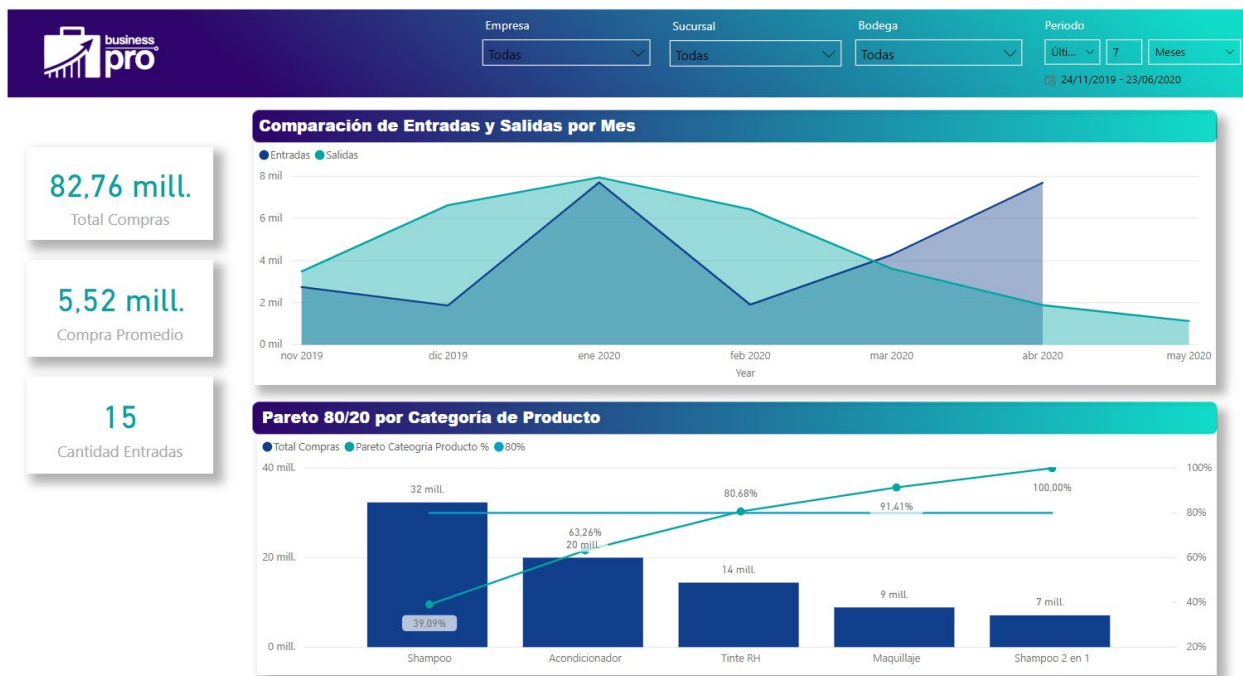 business
pro
Empresa
Todas
Sucursal
Todas
Bodega
Todas
Periodo
Últi...
7
Meses
24/11/2019 - 23/06/2020
82,76 mill.
Total Compras
5,52 mill.
Compra Promedio
15
Cantidad Entradas
Comparación de Entradas y Salidas por Mes
Entradas Salidas
8 mil
6 mil
4 mil
2 mil
0 mil
nov 2019 dic 2019 ene 2020 feb 2020 mar 2020 abr 2020 may 2020
Year
Pareto 80/20 por Categoría de Producto
Total Compras Pareto Cateogria Producto % 80%
40 mill.
20 mill.
0 mill.
32 mill.
39,09%
63,26%
20 mill.
80,68%
14 mill.
91,41%
9 mill.
100,00%
7 mill.
100%
80%
60%
40%
20%
Shampoo Acondicionador Tinte RH Maquillaje Shampoo 2 en 1